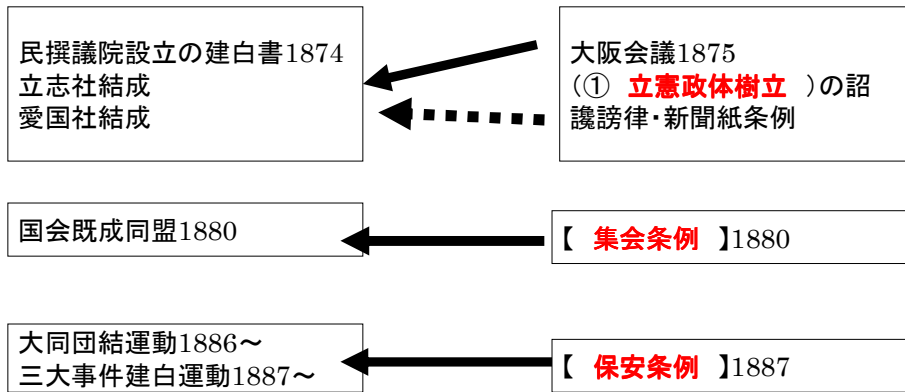 民撰議院設立の建白書1874
立志社結成
愛国社結成
大阪会議1875
(① 立憲政体樹立 )の詔
讒謗律・新聞紙条例
国会既成同盟1880
【 集会条例 】1880
大同団結運動1886～
三大事件建白運動1887～
【 保安条例 】1887